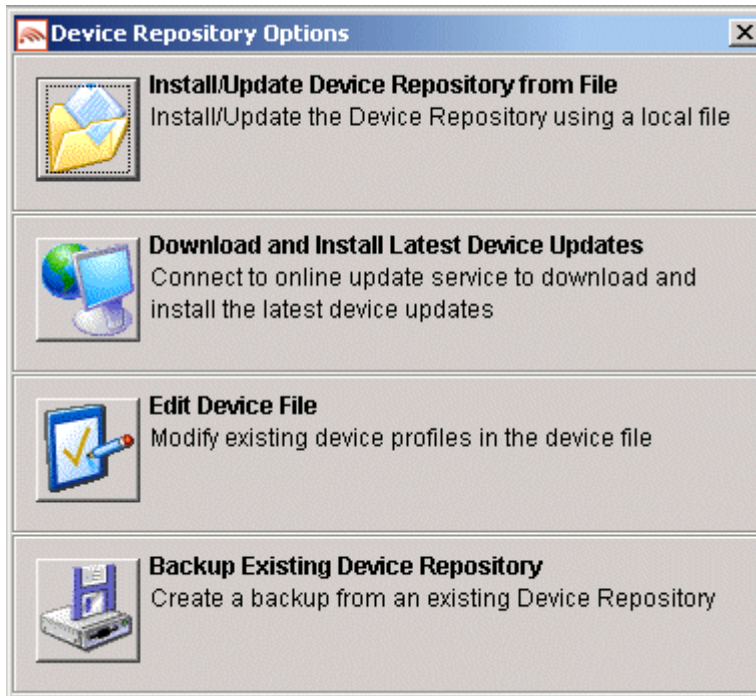 Device Repository Options
Install/Update Device Repository from File
Install/Update the Device Repository using a local file
Download and Install Latest Device Updates
Connect to online update service to download and
install the latest device updates
Edit Device File
Modify existing device profiles in the device file
Backup Existing Device Repository
Create a backup from an existing Device Repository